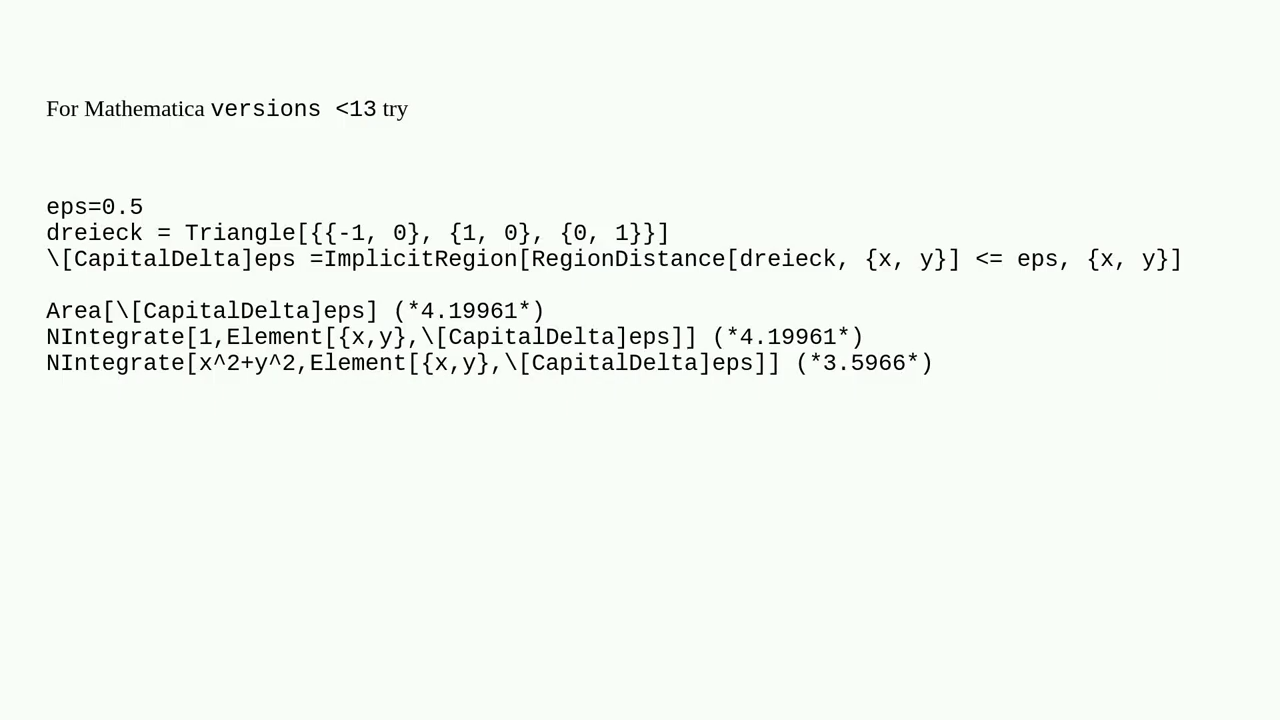 For Mathematica versions <13 try
eps=0.5
dreieck = Triangle[{{-1, 0}, {1, 0}, {0, 1}}]
\[CapitalDelta]eps =ImplicitRegion[RegionDistance[dreieck, {x, y}] <= eps, {x, y}]
Area[\[CapitalDelta]eps] (*4.19961*)
NIntegrate[1,Element[{x,y},\[CapitalDelta]eps]] (*4.19961*)
NIntegrate[x^2+y^2,Element[{x,y},\[CapitalDelta]eps]] (*3.5966*)